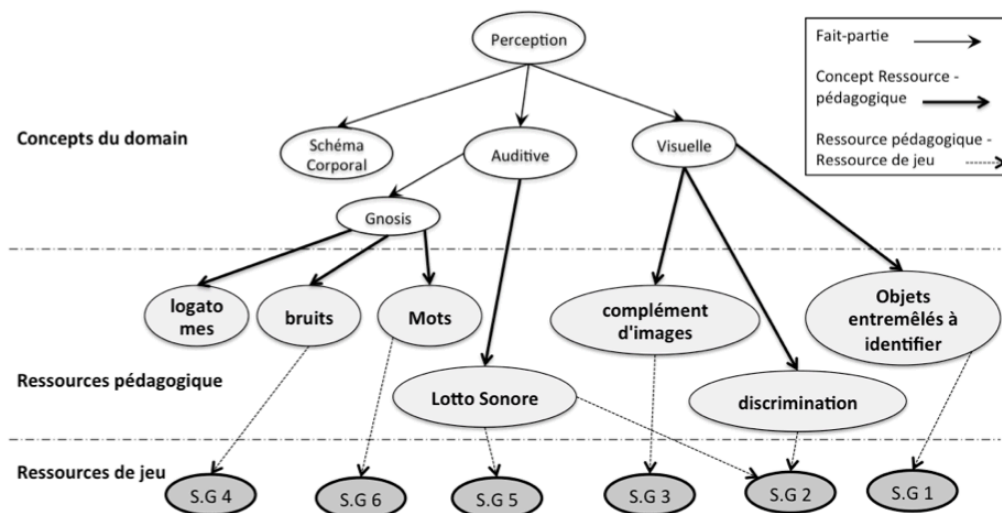 Perception
Fait-partie
Concept Ressource -
pédagogique
Ressource pédagogique -
Ressource de jeu
Concepts du domain
Schéma
Corporal
Auditive
Visuelle
Gnosis
logato
mes
bruits
Mots
complément
d'images
Objets
entremêlés à
identifier
Ressources pédagogique
Lotto Sonore
discrimination
Ressources de jeu
S.G 4
S.G 6
S.G 5
S.G 3
S.G 2
S.G 1